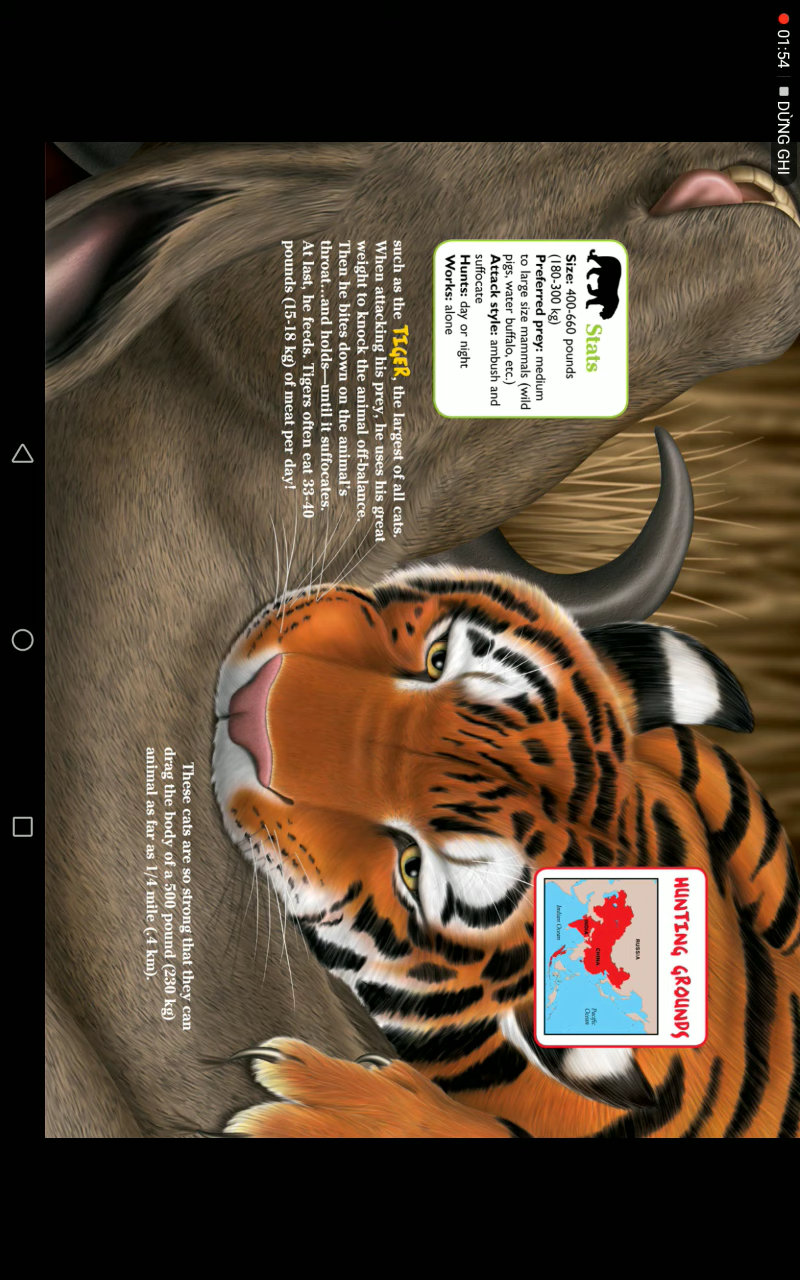 01:54 DỪNG GHI
Stats
Size: 400-660 pounds
(180-300 kg)
Preferred prey: medium
to large size mammals (wild
pigs, water buffalo, etc.)
Attack style: ambush and
suffocate
Hunts: day or night
Works: alone
such as the TIGER, the largest of all cats.
When attacking his prey, he uses his great
weight to knock the animal off-balance.
Then he bites down on the animal's
throat...and holds—until it suffocates.
At last, he feeds. Tigers often eat 33-40
pounds (15-18 kg) of meat per day!
HUNTING GROUNDS
RUSSIA
CHINA
INDIA
Pacific
Ocean
Indian Ocean
These cats are so strong that they can
drag the body of a 500 pound (230 kg)
animal as far as 1/4 mile (.4 km).